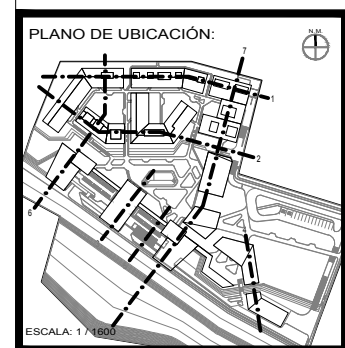 PLANO DE UBICACIÓN:
N.M.
7
1
2
6
ESCALA: 1 / 1600